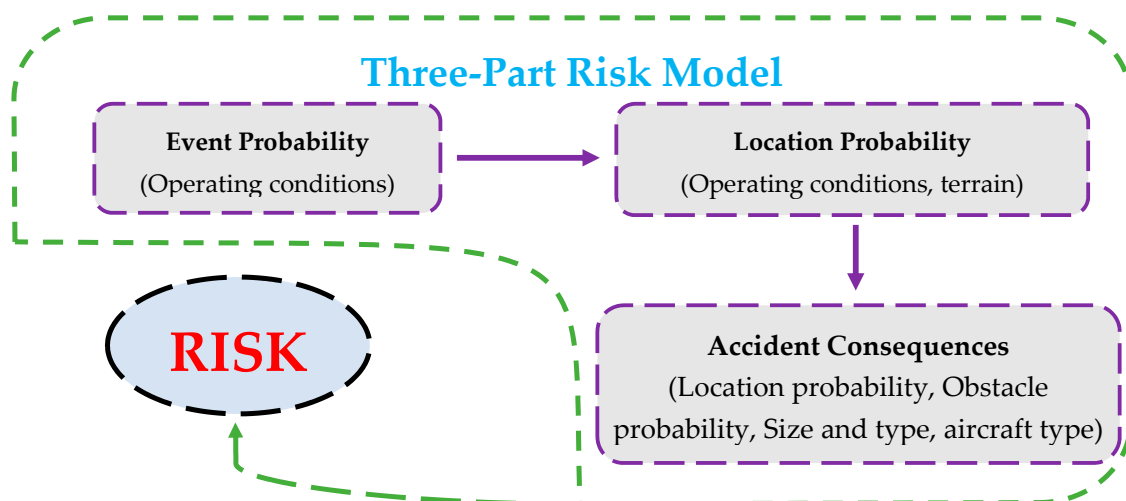 Three-Part Risk Model
Event Probability
(Operating conditions)
Location Probability
(Operating conditions, terrain)
RISK
Accident Consequences
(Location probability, Obstacle
probability, Size and type, aircraft type)